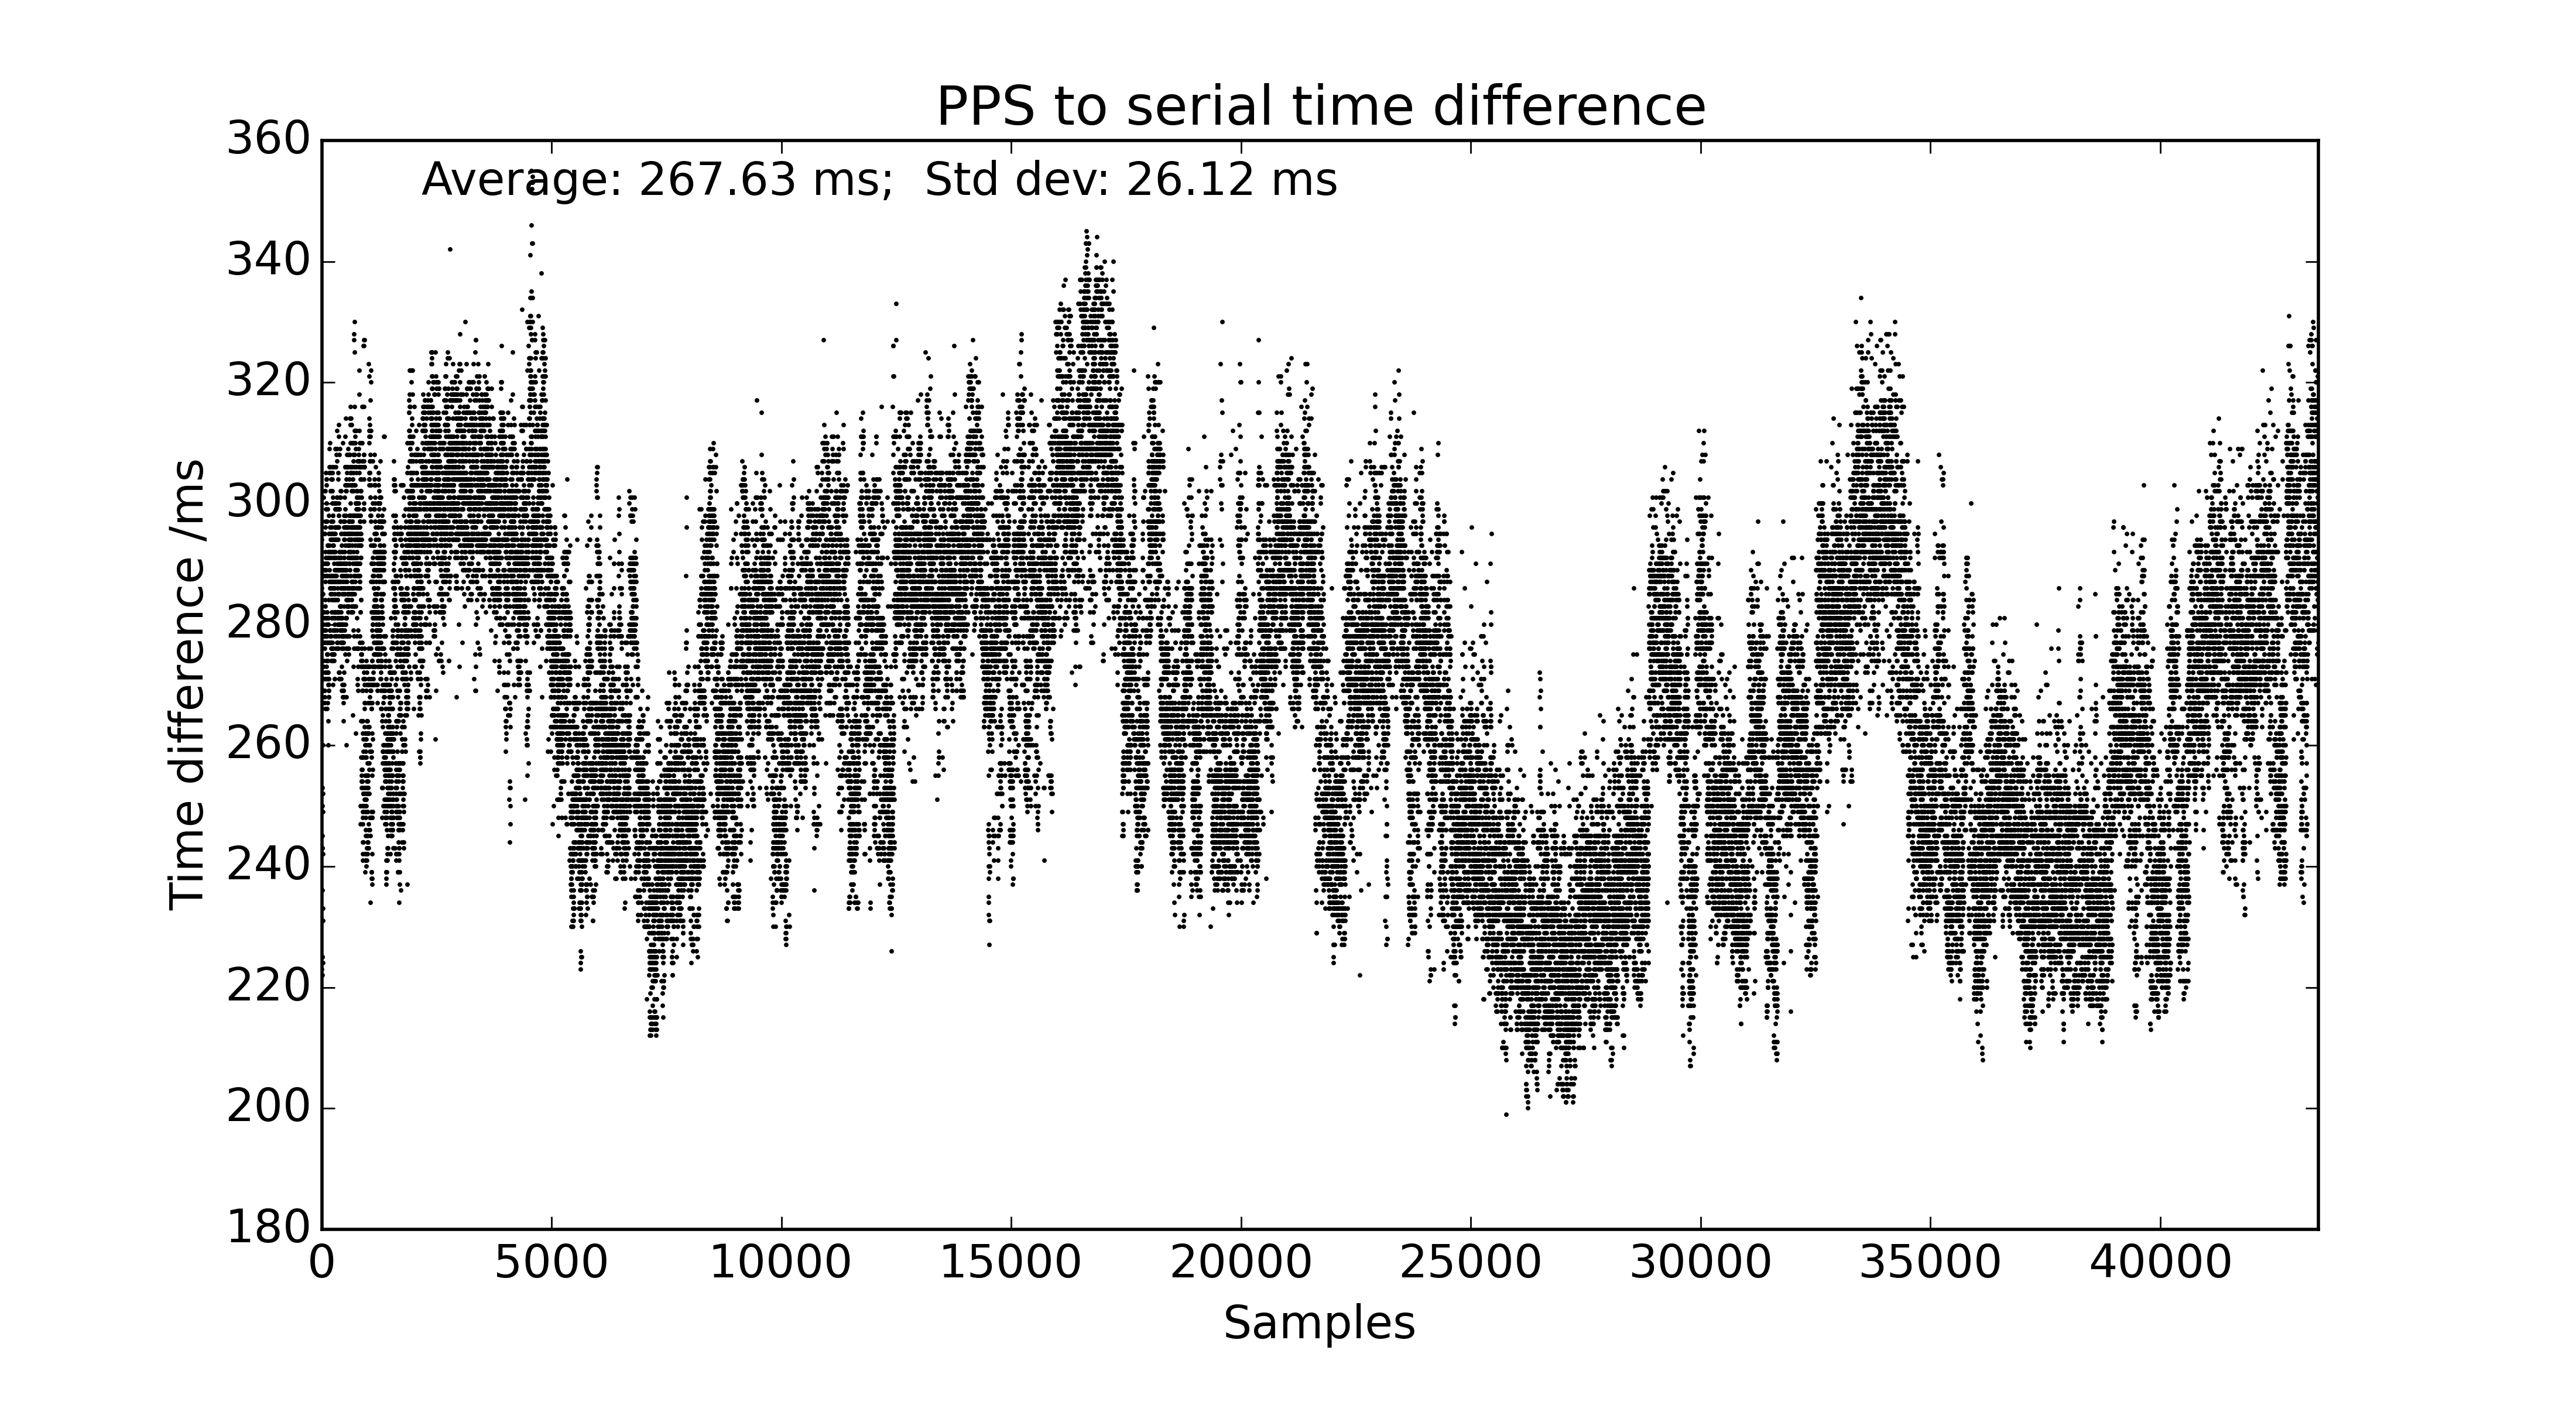 PPS to serial time difference
Average: 267.63 ms;  Std dev: 26.12 ms
360
340
320
300
280
260
240
220
200
180
Time difference /ms
0 5000 10000 15000 20000 25000 30000 35000 40000
Samples